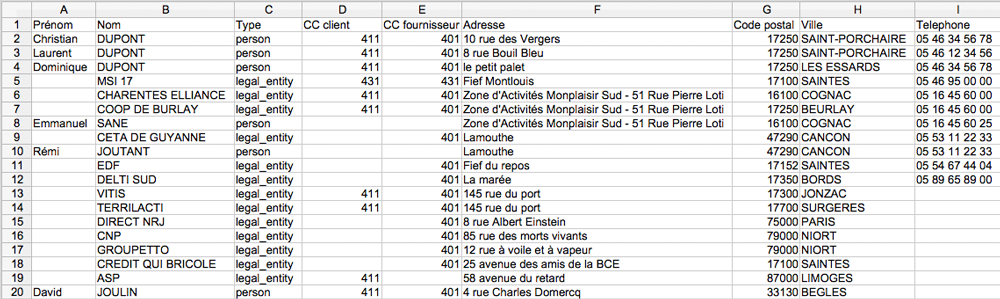 A B C D E F G H I
1 Prénom Nom Type CC client CC fournisseur Adresse Code postal Ville Telephone
2 Christian DUPONT person 411 401 10 rue des Vergers 17250 SAINT-PORCHAIRE 05 46 34 56 78
3 Laurent DUPONT person 411 401 8 rue Bouil Bleu 17250 SAINT-PORCHAIRE 05 46 12 34 56
4 Dominique DUPONT person 411 401 le petit palet 17250 LES ESSARDS 05 46 34 56 78
5 MSI 17 legal_entity 431 431 Fief Montlouis 17100 SAINTES 05 46 95 00 00
6 CHARENTES ELLIANCE legal_entity 411 401 Zone d'Activités Monplaisir Sud - 51 Rue Pierre Loti 16100 COGNAC 05 16 45 60 00
7 COOP DE BURLAY legal_entity 411 401 Zone d'Activités Monplaisir Sud - 51 Rue Pierre Loti 17250 BEURLAY 05 16 45 60 00
8 Emmanuel SANE person Zone d'Activités Monplaisir Sud - 51 Rue Pierre Loti 16100 COGNAC 05 16 45 60 25
9 CETA DE GUYANNE legal_entity 401 Lamouthe 47290 CANCON 05 53 11 22 33
10 Rémi JOUTANT person Lamouthe 47290 CANCON 05 53 11 22 33
11 EDF legal_entity 401 Fief du repos 17152 SAINTES 05 54 67 44 04
12 DELTI SUD legal_entity 401 La marée 17350 BORDS 05 89 65 89 00
13 VITIS legal_entity 411 401 145 rue du port 17300 JONZAC
14 TERRILACTI legal_entity 411 401 145 rue du port 17700 SURGERES
15 DIRECT NRJ legal_entity 401 8 rue Albert Einstein 75000 PARIS
16 CNP legal_entity 401 85 rue des morts vivants 79000 NIORT
17 GROUPETTO legal_entity 401 12 rue à voile et à vapeur 79000 NIORT
18 CREDIT QUI BRICOLE legal_entity 401 25 avenue des amis de la BCE 17100 SAINTES
19 ASP legal_entity 411 58 avenue du retard 87000 LIMOGES
20 David JOULIN person 411 401 4 rue Charles Domercq 33130 BEGLES